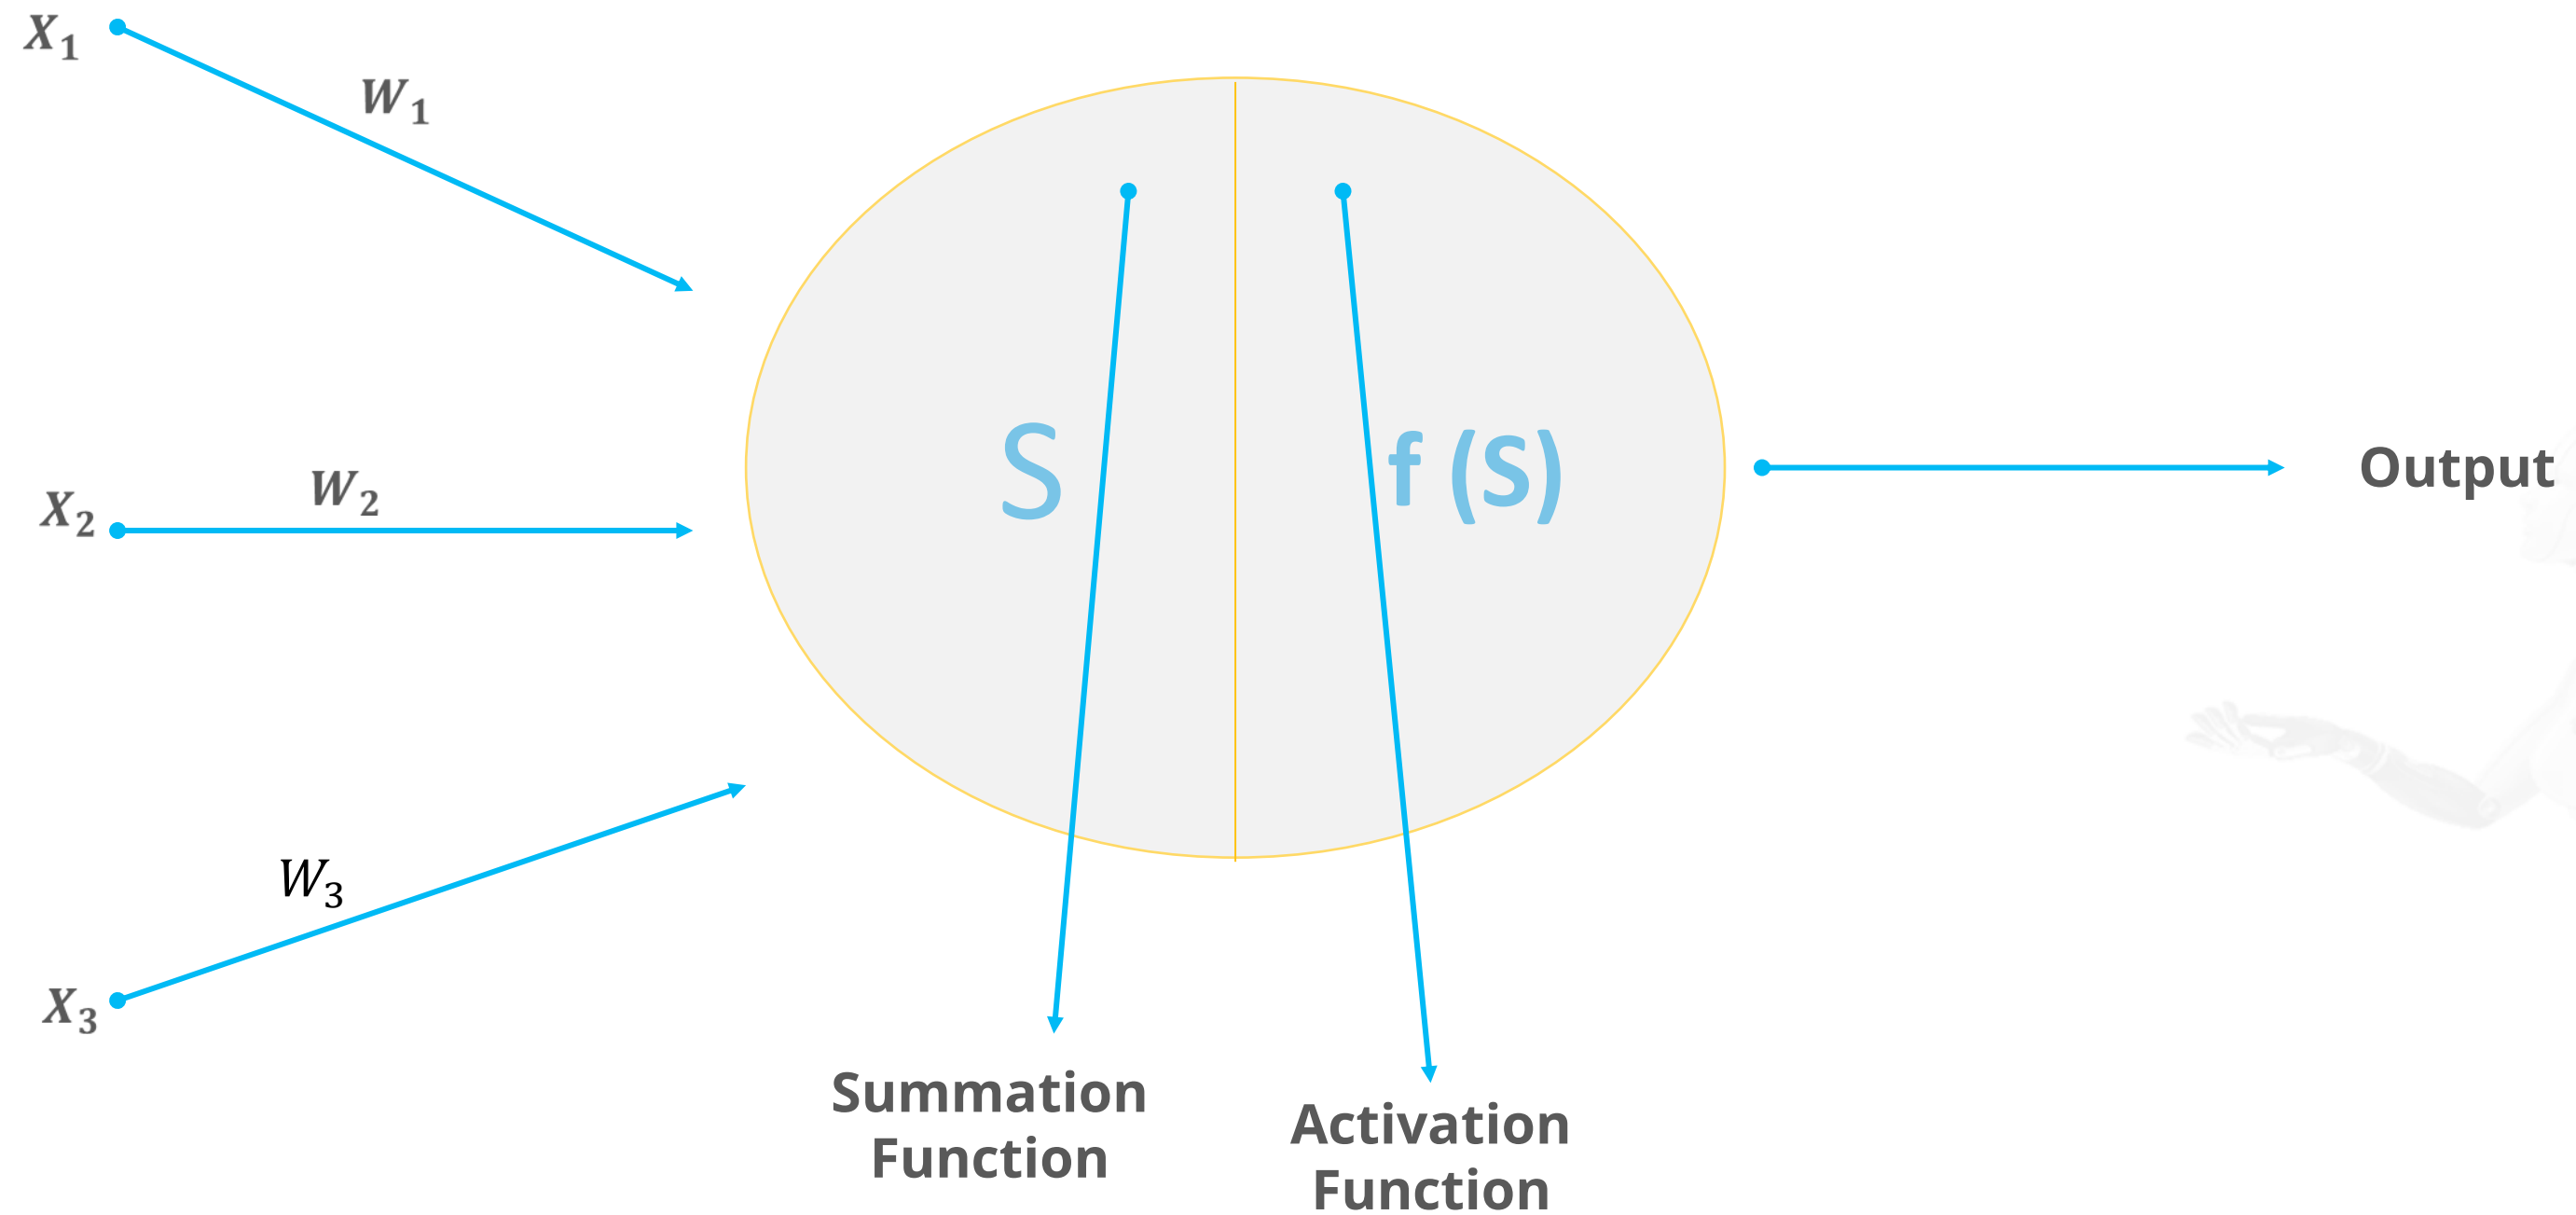 X₁
W₁
X₂
W₂
S
f (S)
Output
W₃
X₃
Summation
Function
Activation
Function